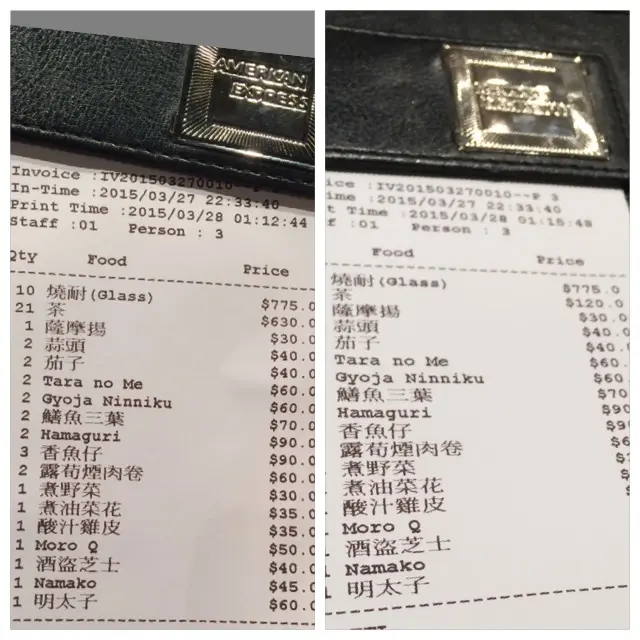 AMERICAN
EXPRESS
Invoice :IV201503270010--P
In-Time :2015/03/27 22:33:40
Print Time :2015/03/28 01:12:44
Staff :01 Person : 3
Qty Food Price
10 燒酎(Glass) $775.0
21 茶 $630.0
1 薩摩揚 $30.0
2 蒜頭 $40.0
2 茄子 $40.0
2 Tara no Me $60.0
2 Gyoja Ninniku $60.0
2 鱔魚三葉 $70.0
2 Hamaguri $90.0
3 香魚仔 $90.0
2 露荀煙肉卷 $60.0
1 煮野菜 $30.0
1 煮油菜花 $35.0
1 酸汁雞皮 $35.0
1 Moro Q $50.0
1 酒盜芝士 $40.0
1 Namako $45.0
1 明太子 $60.0
ice :IV201503270010--P 3
ime :2015/03/27 22:33:40
t Time :2015/03/28 01:15:48
f :01 Person : 3
Food Price
燒酎(Glass) $775.0
茶 $120.0
薩摩揚 $30.0
蒜頭 $40.0
茄子 $40.
Tara no Me $60.
Gyoja Ninniku $60
鱔魚三葉 $70
Hamaguri $90
香魚仔 $9
露荀煙肉卷 $6
煮野菜
煮油菜花
酸汁雞皮
Moro Q
酒盜芝士
Namako
明太子